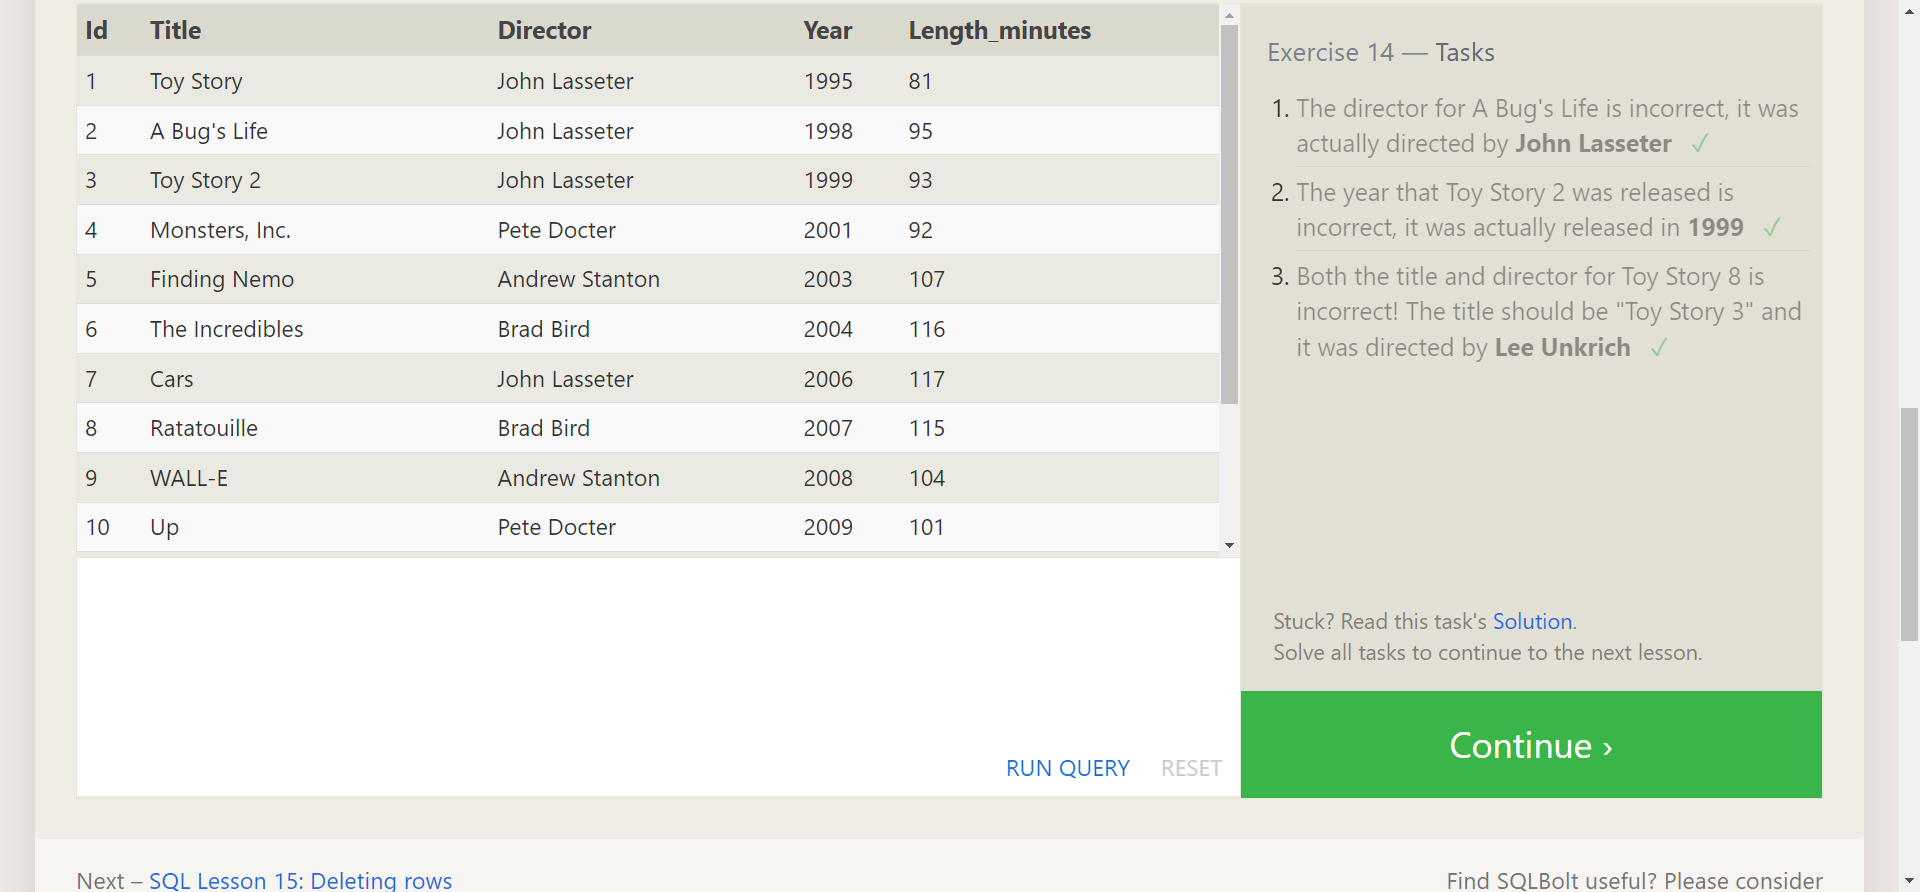 Id Title Director Year Length_minutes
1 Toy Story John Lasseter 1995 81
2 A Bug's Life John Lasseter 1998 95
3 Toy Story 2 John Lasseter 1999 93
4 Monsters, Inc. Pete Docter 2001 92
5 Finding Nemo Andrew Stanton 2003 107
6 The Incredibles Brad Bird 2004 116
7 Cars John Lasseter 2006 117
8 Ratatouille Brad Bird 2007 115
9 WALL-E Andrew Stanton 2008 104
10 Up Pete Docter 2009 101
RUN QUERY RESET
Exercise 14 — Tasks
1. The director for A Bug's Life is incorrect, it was
actually directed by John Lasseter ✓
2. The year that Toy Story 2 was released is
incorrect, it was actually released in 1999 ✓
3. Both the title and director for Toy Story 8 is
incorrect! The title should be "Toy Story 3" and
it was directed by Lee Unkrich ✓
Stuck? Read this task's Solution.
Solve all tasks to continue to the next lesson.
Continue ›
Next – SQL Lesson 15: Deleting rows
Find SQLBolt useful? Please consider